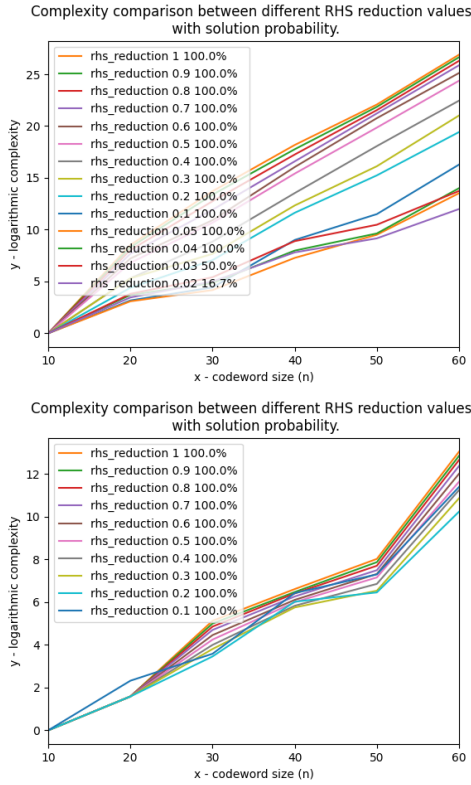 Complexity comparison between different RHS reduction values
with solution probability.
25
20
15
10
5
0
y - logarithmic complexity
rhs_reduction 1 100.0%
rhs_reduction 0.9 100.0%
rhs_reduction 0.8 100.0%
rhs_reduction 0.7 100.0%
rhs_reduction 0.6 100.0%
rhs_reduction 0.5 100.0%
rhs_reduction 0.4 100.0%
rhs_reduction 0.3 100.0%
rhs_reduction 0.2 100.0%
rhs_reduction 0.1 100.0%
rhs_reduction 0.05 100.0%
rhs_reduction 0.04 100.0%
rhs_reduction 0.03 50.0%
rhs_reduction 0.02 16.7%
10 20 30 40 50 60
x - codeword size (n)
Complexity comparison between different RHS reduction values
with solution probability.
12
10
8
6
4
2
0
y - logarithmic complexity
rhs_reduction 1 100.0%
rhs_reduction 0.9 100.0%
rhs_reduction 0.8 100.0%
rhs_reduction 0.7 100.0%
rhs_reduction 0.6 100.0%
rhs_reduction 0.5 100.0%
rhs_reduction 0.4 100.0%
rhs_reduction 0.3 100.0%
rhs_reduction 0.2 100.0%
rhs_reduction 0.1 100.0%
10 20 30 40 50 60
x - codeword size (n)